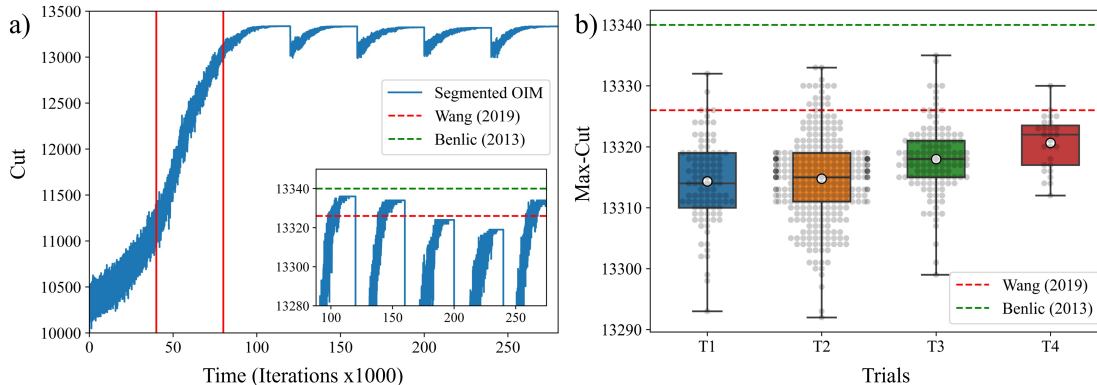 a)
Cut
13500
13000
12500
12000
11500
11000
10500
10000
0
50
100
150
200
250
Time (Iterations x1000)
Segmented OIM
Wang (2019)
Benlic (2013)
13340
13320
13300
13280
100
150
200
250
b)
Max-Cut
13340
13330
13320
13310
13300
13290
T1
T2
T3
T4
Trials
Wang (2019)
Benlic (2013)